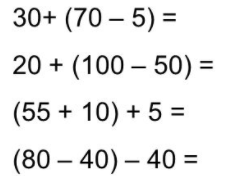 30+ (70 – 5) =
20 + (100 – 50) =
(55 + 10) + 5 =
(80 – 40) – 40 =